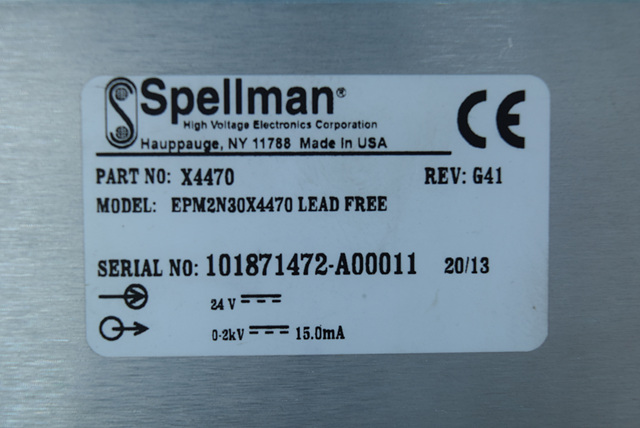 Spellman®
High Voltage Electronics Corporation
Hauppauge, NY 11788 Made In USA
CE
PART NO: X4470 REV: G41
MODEL: EPM2N30X4470 LEAD FREE
SERIAL NO: 101871472-A00011 20/13
24 V
0-2kV 15.0mA